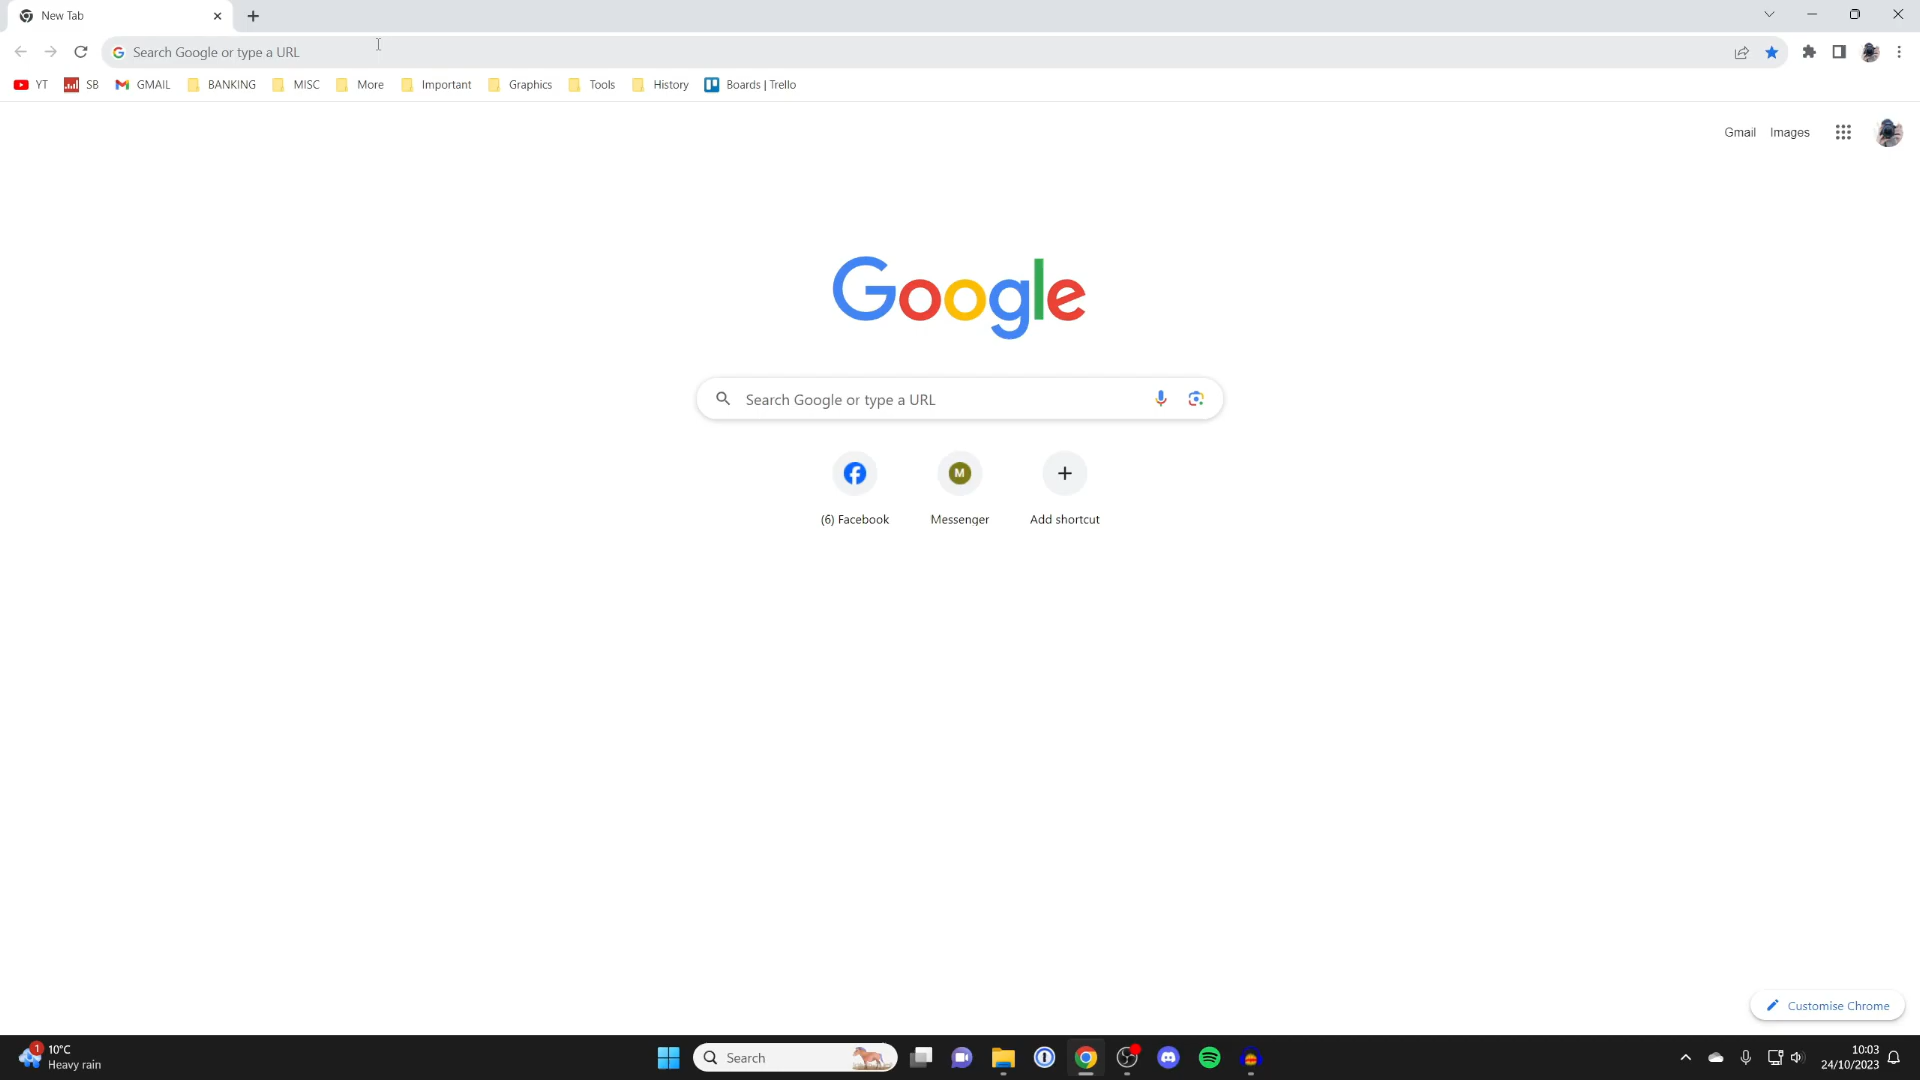 New Tab
Search Google or type a URL
YT SB GMAIL BANKING MISC More Important Graphics Tools History Boards | Trello
Gmail Images
Google
Search Google or type a URL
M
(6) Facebook Messenger Add shortcut
Customise Chrome
1 10°C
Heavy rain
Search
10:03
24/10/2023